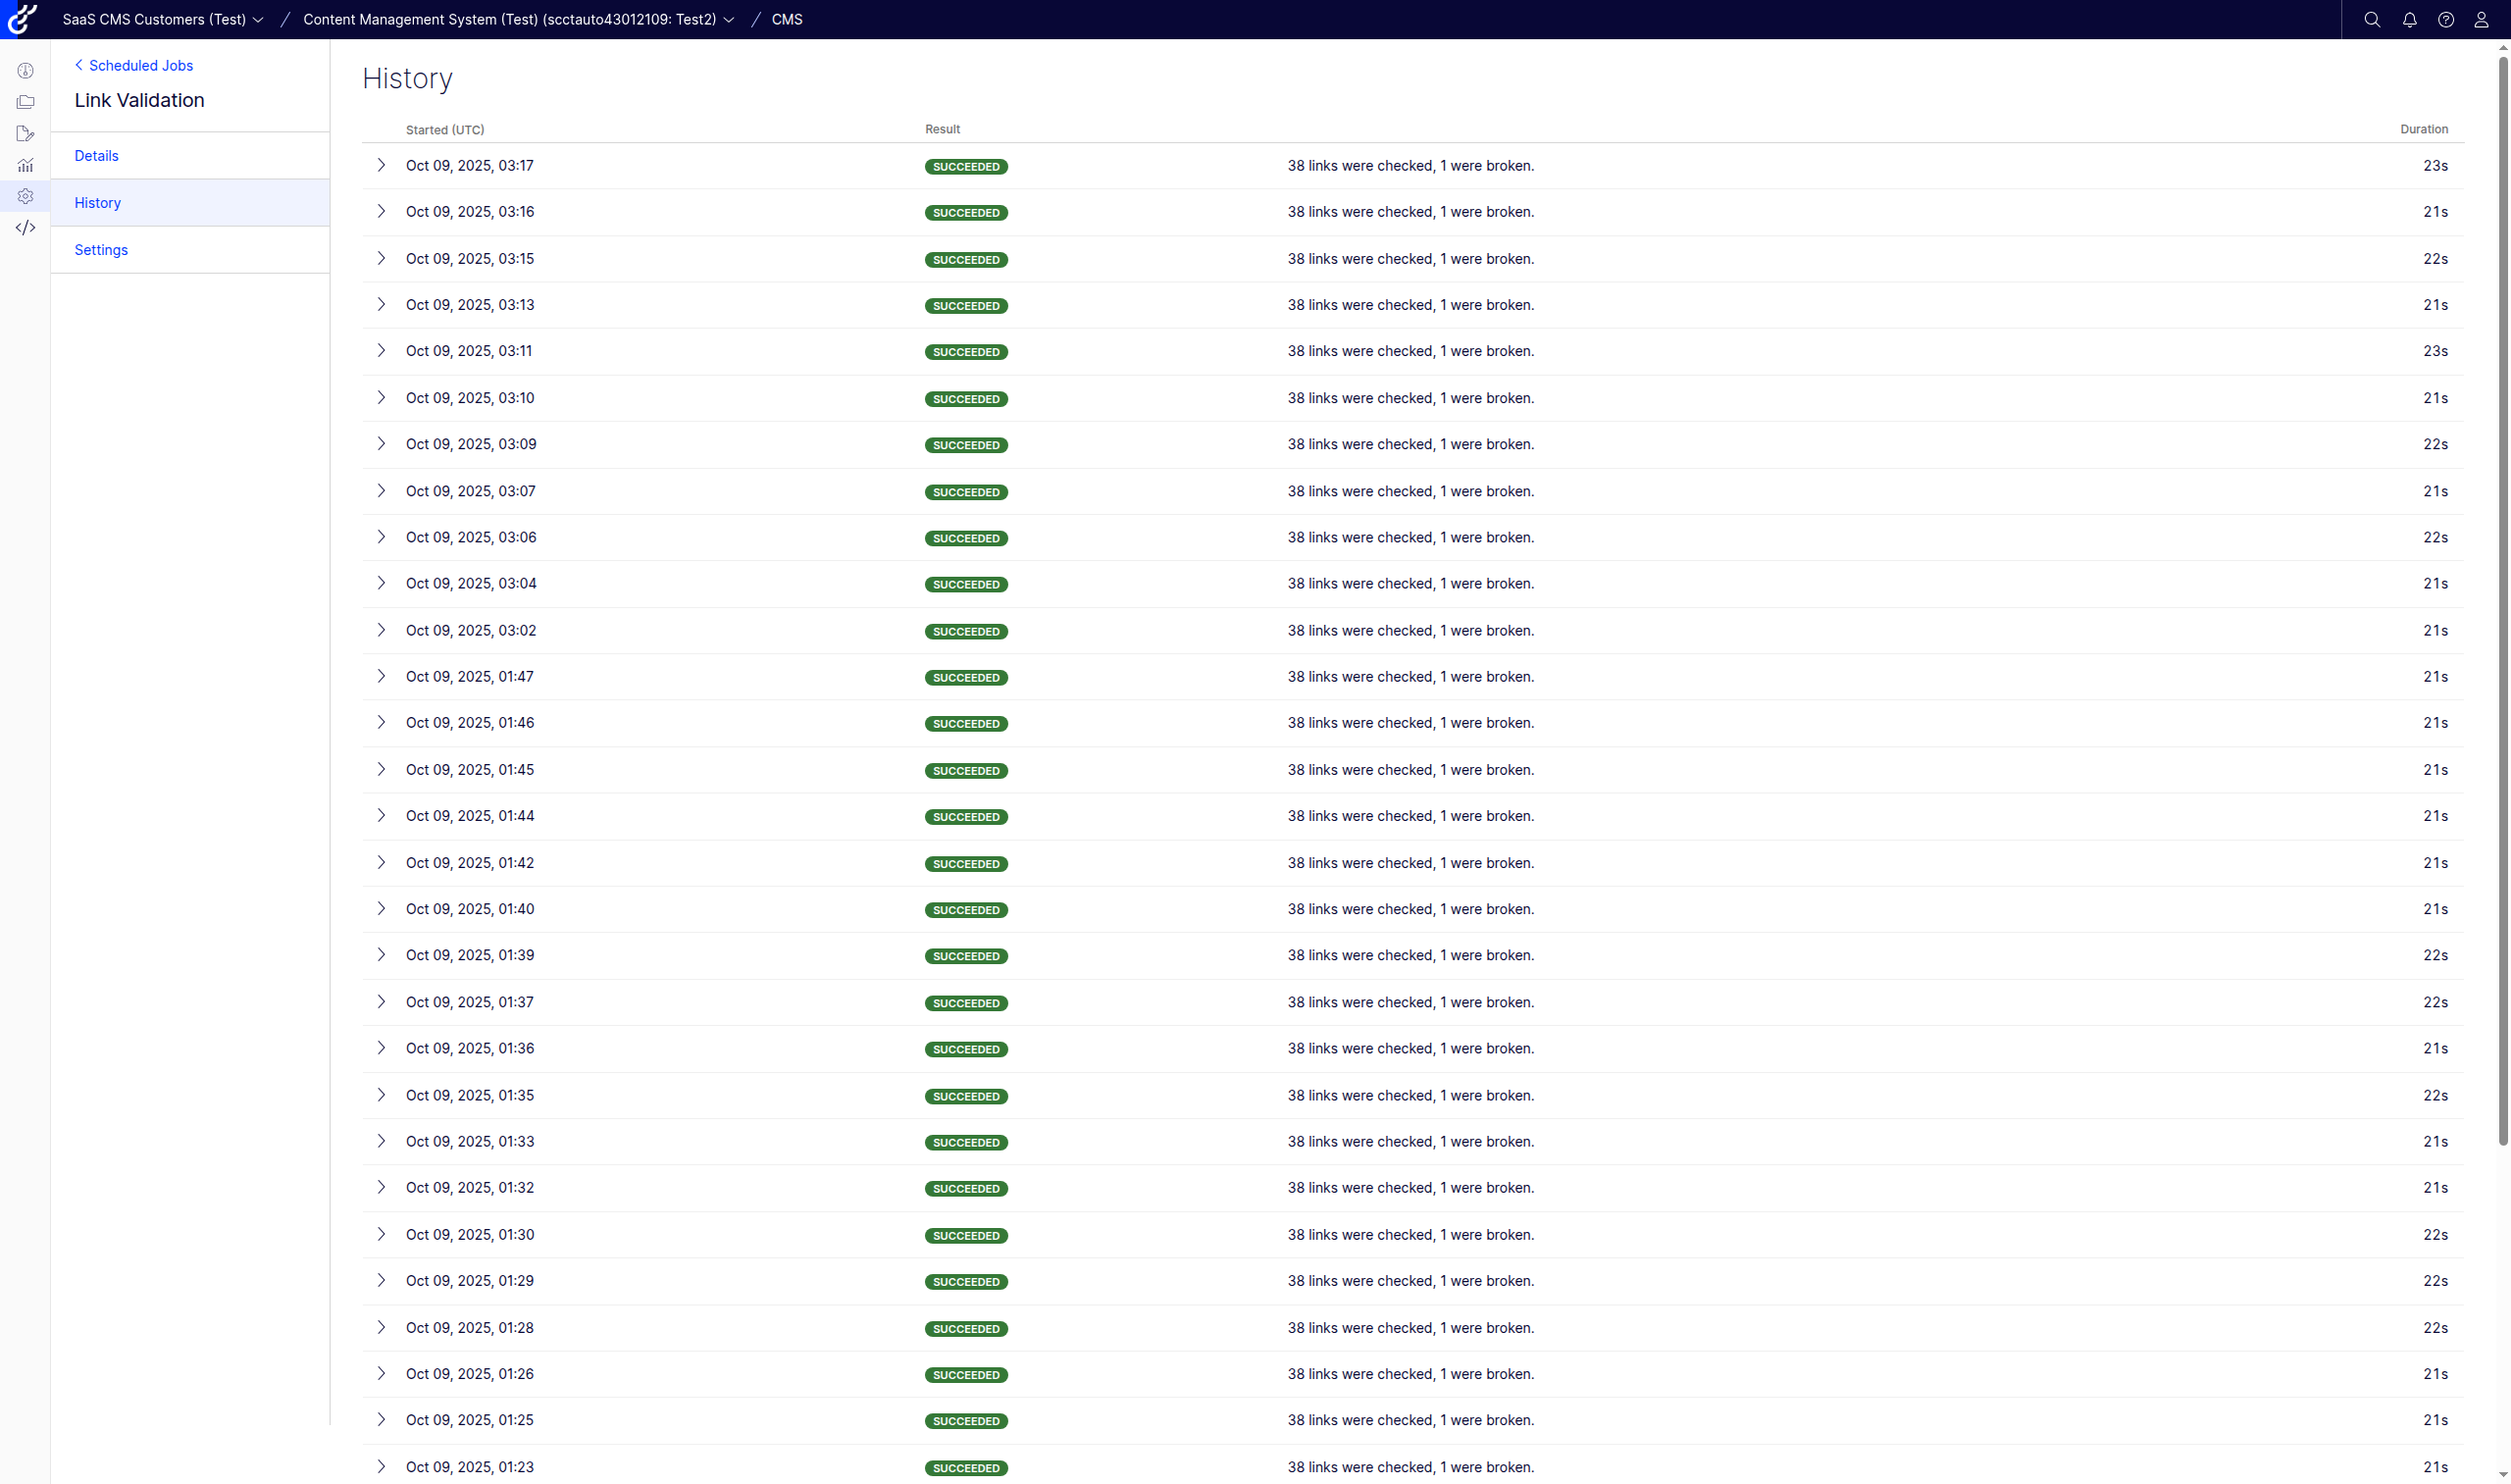 SaaS CMS Customers (Test) / Content Management System (Test) (scctauto43012109: Test2) / CMS
Scheduled Jobs
Link Validation
Details
History
Settings
History
Started (UTC) Result Duration
Oct 09, 2025, 03:17 SUCCEEDED 38 links were checked, 1 were broken. 23s
Oct 09, 2025, 03:16 SUCCEEDED 38 links were checked, 1 were broken. 21s
Oct 09, 2025, 03:15 SUCCEEDED 38 links were checked, 1 were broken. 22s
Oct 09, 2025, 03:13 SUCCEEDED 38 links were checked, 1 were broken. 21s
Oct 09, 2025, 03:11 SUCCEEDED 38 links were checked, 1 were broken. 23s
Oct 09, 2025, 03:10 SUCCEEDED 38 links were checked, 1 were broken. 21s
Oct 09, 2025, 03:09 SUCCEEDED 38 links were checked, 1 were broken. 22s
Oct 09, 2025, 03:07 SUCCEEDED 38 links were checked, 1 were broken. 21s
Oct 09, 2025, 03:06 SUCCEEDED 38 links were checked, 1 were broken. 22s
Oct 09, 2025, 03:04 SUCCEEDED 38 links were checked, 1 were broken. 21s
Oct 09, 2025, 03:02 SUCCEEDED 38 links were checked, 1 were broken. 21s
Oct 09, 2025, 01:47 SUCCEEDED 38 links were checked, 1 were broken. 21s
Oct 09, 2025, 01:46 SUCCEEDED 38 links were checked, 1 were broken. 21s
Oct 09, 2025, 01:45 SUCCEEDED 38 links were checked, 1 were broken. 21s
Oct 09, 2025, 01:44 SUCCEEDED 38 links were checked, 1 were broken. 21s
Oct 09, 2025, 01:42 SUCCEEDED 38 links were checked, 1 were broken. 21s
Oct 09, 2025, 01:40 SUCCEEDED 38 links were checked, 1 were broken. 21s
Oct 09, 2025, 01:39 SUCCEEDED 38 links were checked, 1 were broken. 22s
Oct 09, 2025, 01:37 SUCCEEDED 38 links were checked, 1 were broken. 22s
Oct 09, 2025, 01:36 SUCCEEDED 38 links were checked, 1 were broken. 21s
Oct 09, 2025, 01:35 SUCCEEDED 38 links were checked, 1 were broken. 22s
Oct 09, 2025, 01:33 SUCCEEDED 38 links were checked, 1 were broken. 21s
Oct 09, 2025, 01:32 SUCCEEDED 38 links were checked, 1 were broken. 21s
Oct 09, 2025, 01:30 SUCCEEDED 38 links were checked, 1 were broken. 22s
Oct 09, 2025, 01:29 SUCCEEDED 38 links were checked, 1 were broken. 22s
Oct 09, 2025, 01:28 SUCCEEDED 38 links were checked, 1 were broken. 22s
Oct 09, 2025, 01:26 SUCCEEDED 38 links were checked, 1 were broken. 21s
Oct 09, 2025, 01:25 SUCCEEDED 38 links were checked, 1 were broken. 21s
Oct 09, 2025, 01:23 SUCCEEDED 38 links were checked, 1 were broken. 21s